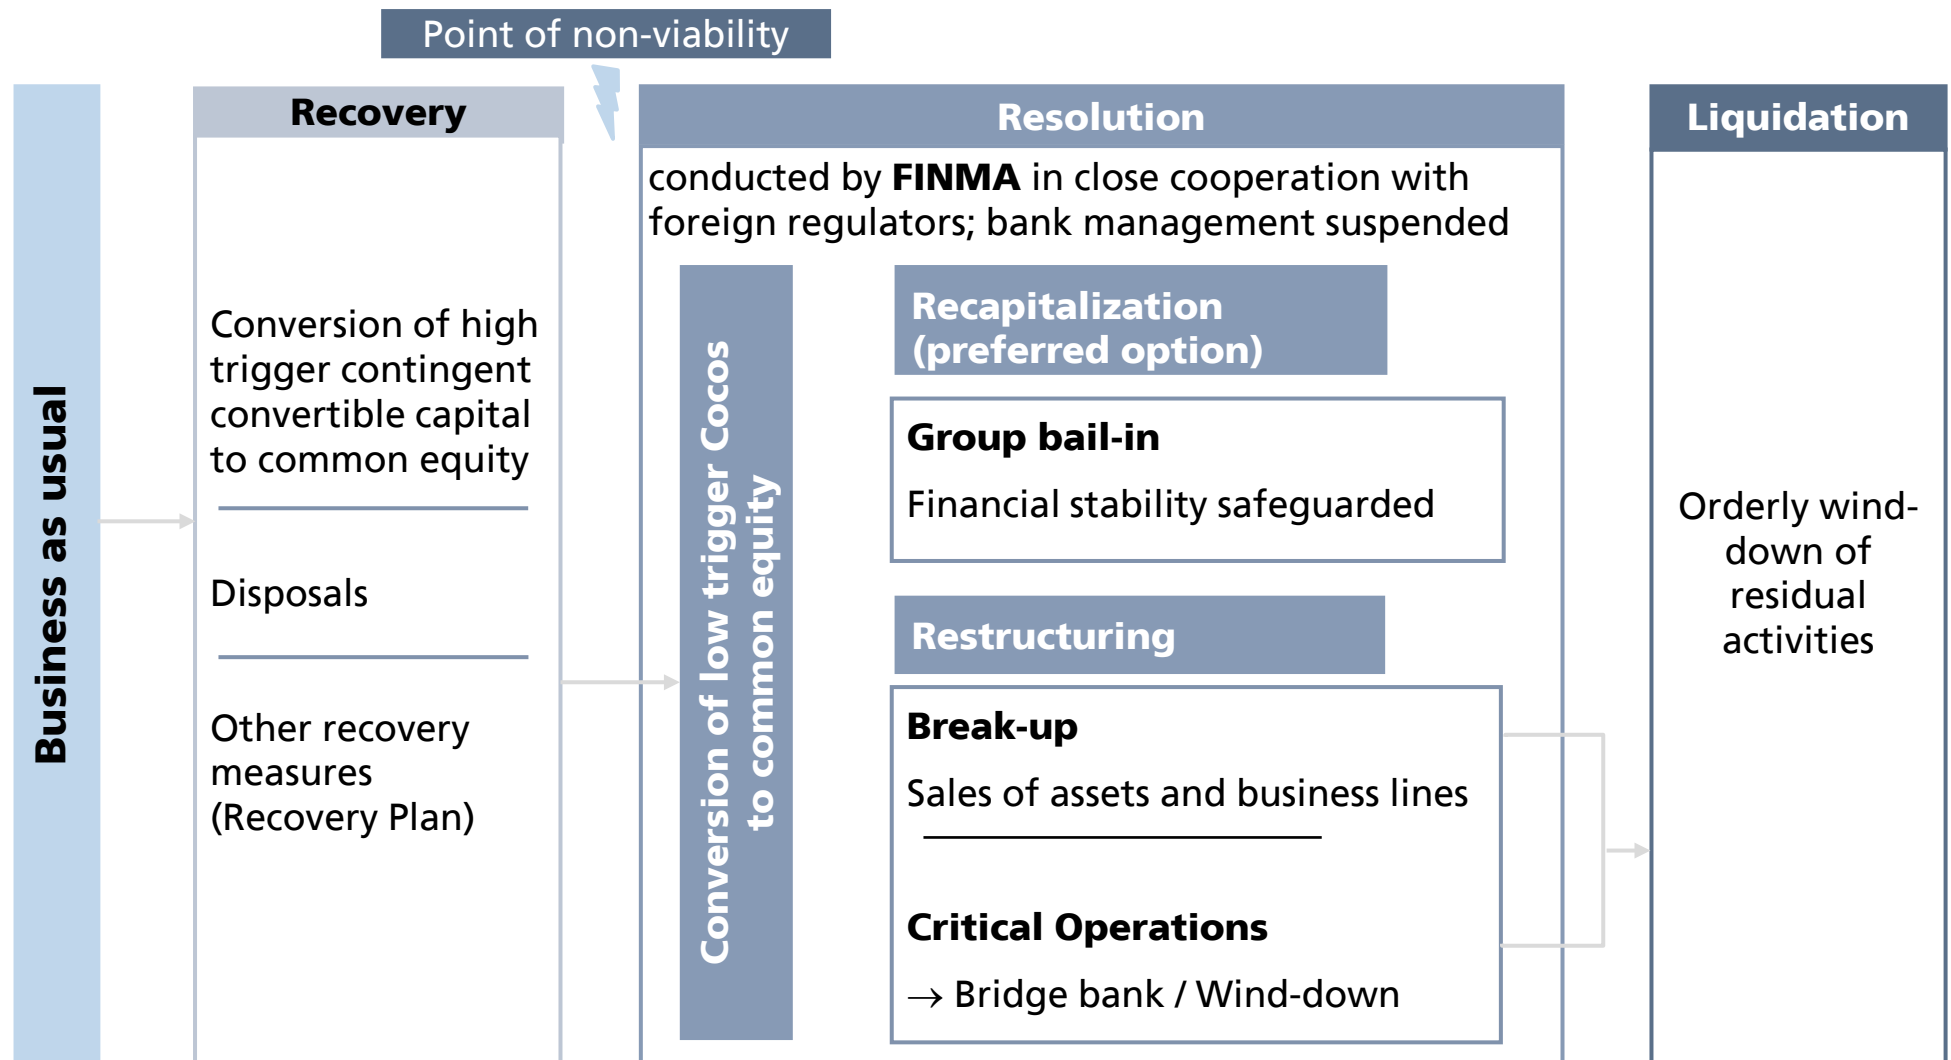 Point of non-viability
Business as usual
Recovery
Conversion of high
trigger contingent
convertible capital
to common equity
Disposals
Other recovery
measures
(Recovery Plan)
Resolution
conducted by FINMA in close cooperation with
foreign regulators; bank management suspended
Conversion of low trigger Cocos
to common equity
Recapitalization
(preferred option)
Group bail-in
Financial stability safeguarded
Restructuring
Break-up
Sales of assets and business lines
Critical Operations
→ Bridge bank / Wind-down
Liquidation
Orderly wind-
down of
residual
activities